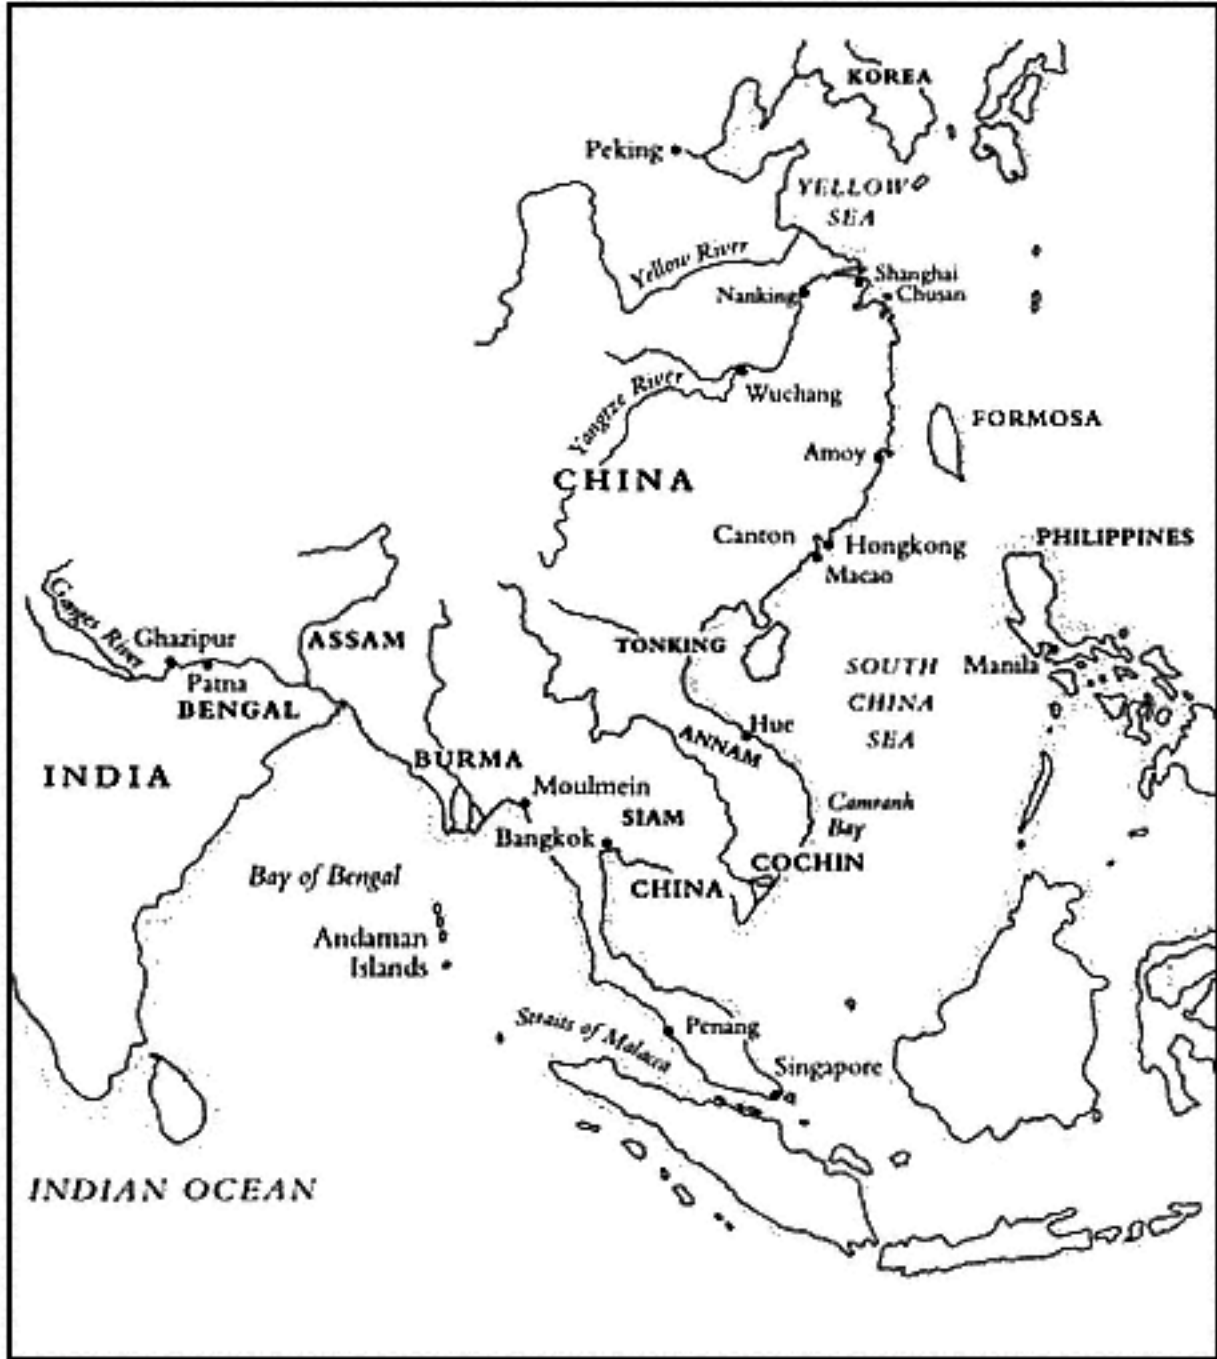 KOREA
Peking
YELLOW
SEA
Yellow River
Shanghai
Nanking
Chusan
Yangtze River
Wuchang
FORMOSA
Amoy
CHINA
Canton
Hongkong
PHILIPPINES
Macao
Ganges River
Ghazipur
ASSAM
TONKING
SOUTH
CHINA
SEA
Manila
Patna
BENGAL
Hue
ANNAM
INDIA
BURMA
Moulmein
SIAM
Camranh
Bay
Bangkok
COCHIN
CHINA
Bay of Bengal
Andaman
Islands
Straits of Malacca
Penang
Singapore
INDIAN OCEAN